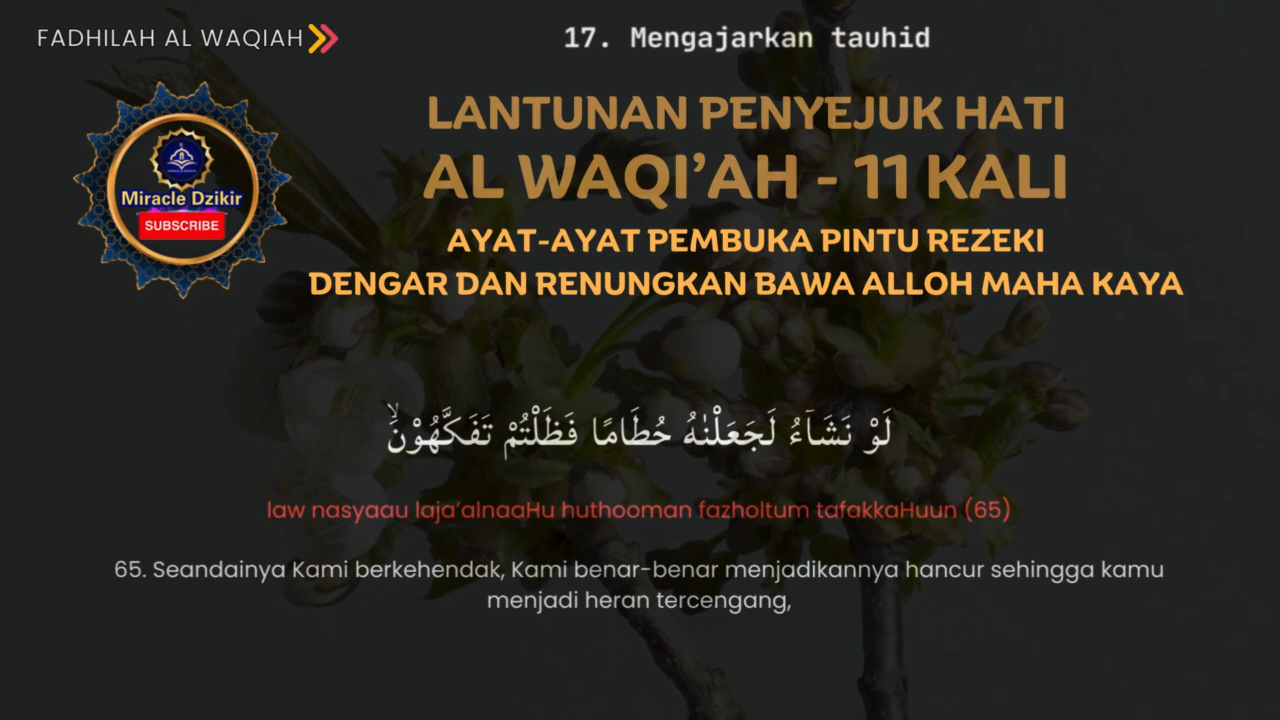 FADHILAH AL WAQIAH
17. Mengajarkan tauhid
Miracle Dzikir
SUBSCRIBE
LANTUNAN PENYEJUK HATI
AL WAQI’AH - 11 KALI
AYAT-AYAT PEMBUKA PINTU REZEKI
DENGAR DAN RENUNGKAN BAWA ALLOH MAHA KAYA
لَوْ نَشَاۤءُ لَجَعَلْنٰهُ حُطَامًا فَظَلْتُمْ تَفَكَّهُوْنَۙ
law nasyaau laja’alnaaHu huthooman fazholtum tafakkaHuun (65)
65. Seandainya Kami berkehendak, Kami benar-benar menjadikannya hancur sehingga kamu
menjadi heran tercengang,